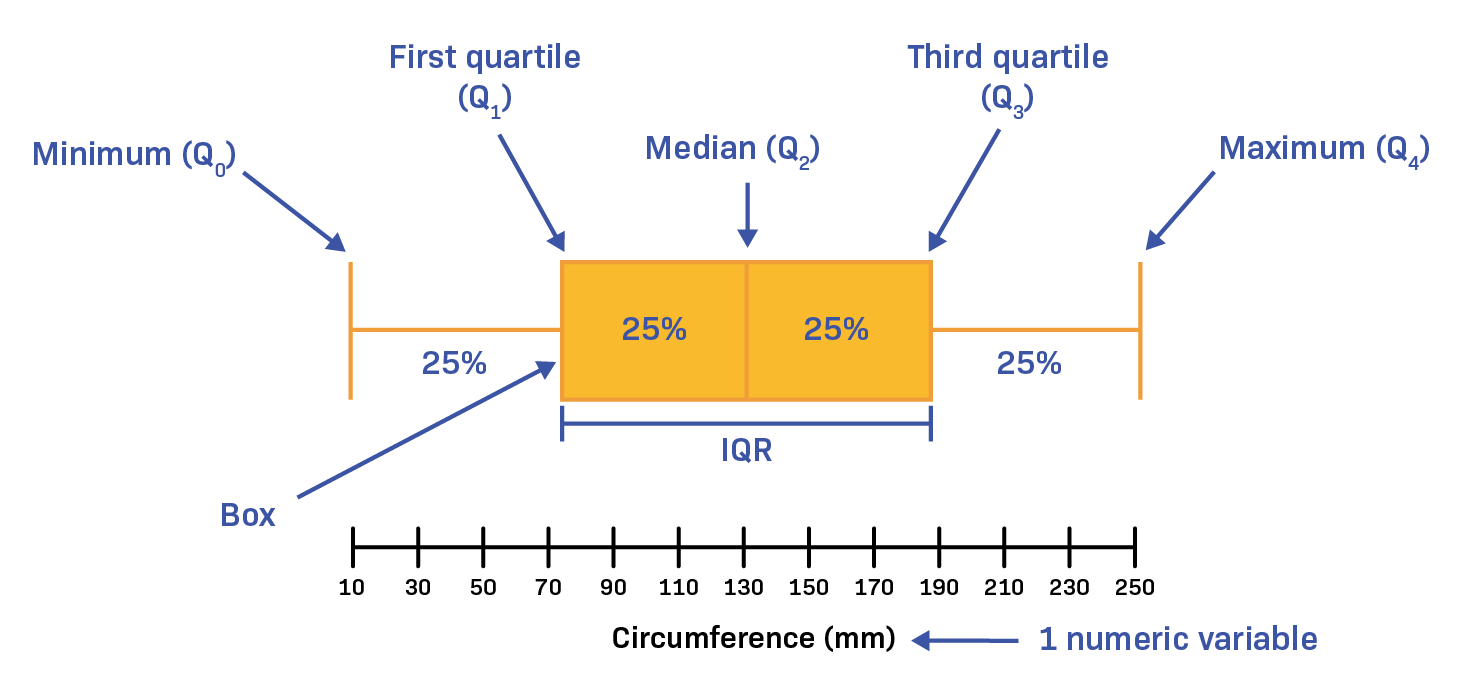 First quartile
(Q₁)
Third quartile
(Q₃)
Minimum (Q₀)
Median (Q₂)
Maximum (Q₄)
25%
25%
25%
25%
IQR
Box
10 30 50 70 90 110 130 150 170 190 210 230 250
Circumference (mm)
1 numeric variable